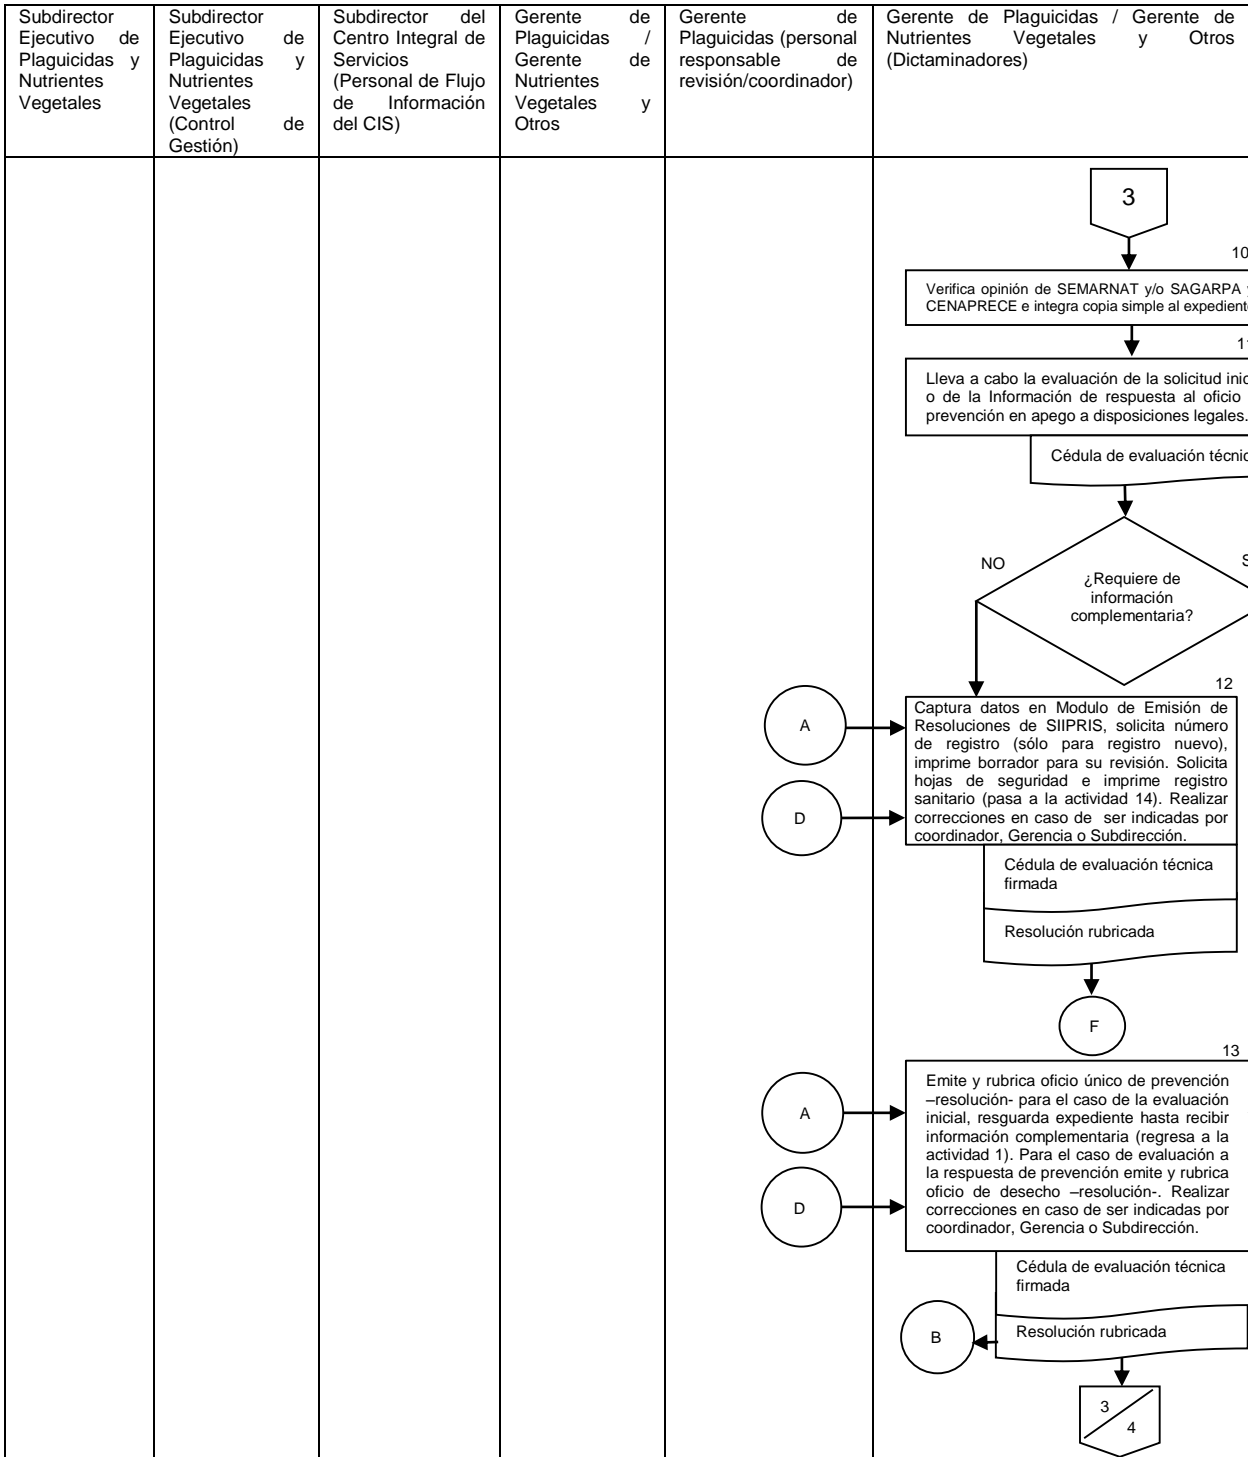 Subdirector
Ejecutivo de
Plaguicidas y
Nutrientes
Vegetales
Subdirector
Ejecutivo de
Plaguicidas y
Nutrientes
Vegetales
(Control de
Gestión)
Subdirector del
Centro Integral de
Servicios
(Personal de Flujo
de Información
del CIS)
Gerente de
Plaguicidas /
Gerente de
Nutrientes
Vegetales y
Otros
Gerente de
Plaguicidas (personal
responsable de
revisión/coordinador)
Gerente de Plaguicidas / Gerente de
Nutrientes Vegetales y Otros
(Dictaminadores)
3
10
Verifica opinión de SEMARNAT y/o SAGARPA
CENAPRECE e integra copia simple al
11
Lleva a cabo la evaluación de la solicitud
o de la Información de respuesta al oficio
prevención en apego a disposiciones legales.
Cédula de evaluación
NO
¿Requiere de
información
complementaria?
12
A
Captura datos en Modulo de Emisión de
Resoluciones de SIIPRIS, solicita número
de registro (sólo para registro nuevo),
imprime borrador para su revisión. Solicita
hojas de seguridad e imprime registro
sanitario (pasa a la actividad 14). Realizar
correcciones en caso de ser indicadas por
coordinador, Gerencia o Subdirección.
D
Cédula de evaluación técnica
firmada
Resolución rubricada
F
13
A
Emite y rubrica oficio único de prevención
–resolución- para el caso de la evaluación
inicial, resguarda expediente hasta recibir
información complementaria (regresa a la
actividad 1). Para el caso de evaluación a
la respuesta de prevención emite y rubrica
oficio de desecho –resolución-. Realizar
correcciones en caso de ser indicadas por
coordinador, Gerencia o Subdirección.
D
Cédula de evaluación técnica
firmada
B
Resolución rubricada
3
4